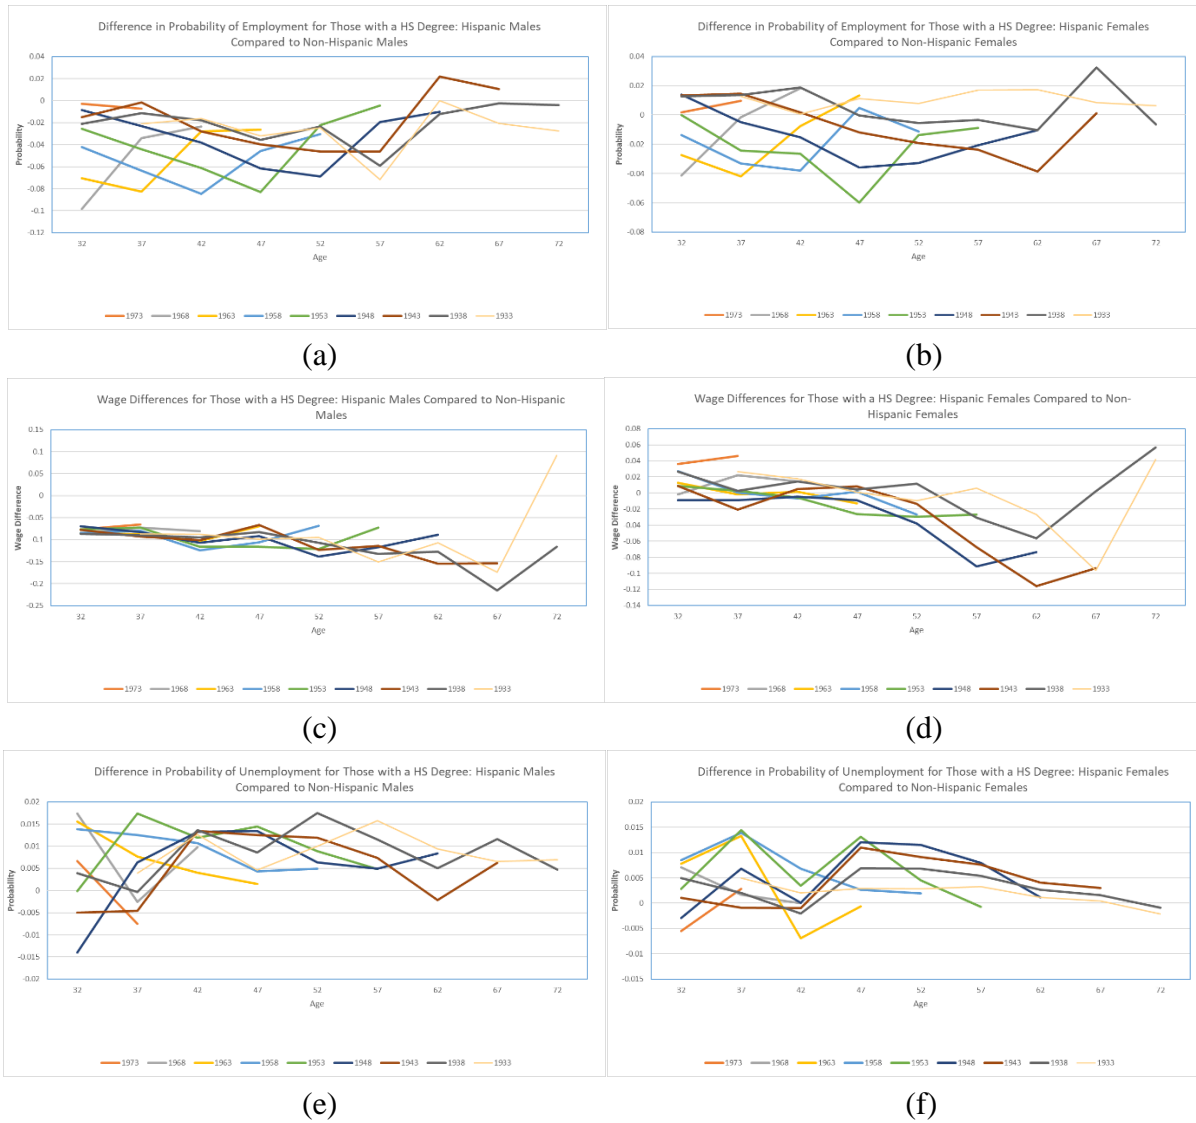 Difference in Probability of Employment for Those with a HS Degree: Hispanic Males
Compared to Non-Hispanic Males
0.04
0.02
0
-0.02
-0.04
-0.06
-0.08
-0.1
-0.12
Probability
32 37 42 47 52 57 62 67 72
Age
1973 1968 1963 1958 1953 1948 1943 1938 1933
(a)
Difference in Probability of Employment for Those with a HS Degree: Hispanic Females
Compared to Non-Hispanic Females
0.04
0.02
0
-0.02
-0.04
-0.06
-0.08
Probability
32 37 42 47 52 57 62 67 72
Age
1973 1968 1963 1958 1953 1948 1943 1938 1933
(b)
Wage Differences for Those with a HS Degree: Hispanic Males Compared to Non-Hispanic
Males
0.15
0.1
0.05
0
0.05
0.1
-0.15
-0.2
-0.25
Wage Difference
32 37 42 47 52 57 62 67 72
Age
1973 1968 1963 1958 1953 1948 1943 1938 1933
(c)
Wage Differences for Those with a HS Degree: Hispanic Females Compared to Non-
Hispanic Females
0.08
0.06
0.04
0.02
0
-0.02
-0.04
-0.06
-0.08
-0.1
-0.12
-0.14
Wage Difference
32 37 42 47 52 57 62 67 72
Age
1973 1968 1963 1958 1953 1948 1943 1938 1933
(d)
Difference in Probability of Unemployment for Those with a HS Degree: Hispanic Males
Compared to Non-Hispanic Males
0.02
0.015
0.01
0.005
0
-0.005
-0.01
-0.015
-0.02
Probability
32 37 42 47 52 57 62 67 72
Age
1973 1968 1963 1958 1953 1948 1943 1938 1933
(e)
Difference in Probability of Unemployment for Those with a HS Degree: Hispanic Females
Compared to Non-Hispanic Females
0.02
0.015
0.01
0.005
0
-0.005
-0.01
-0.015
Probability
32 37 42 47 52 57 62 67 72
Age
1973 1968 1963 1958 1953 1948 1943 1938 1933
(f)